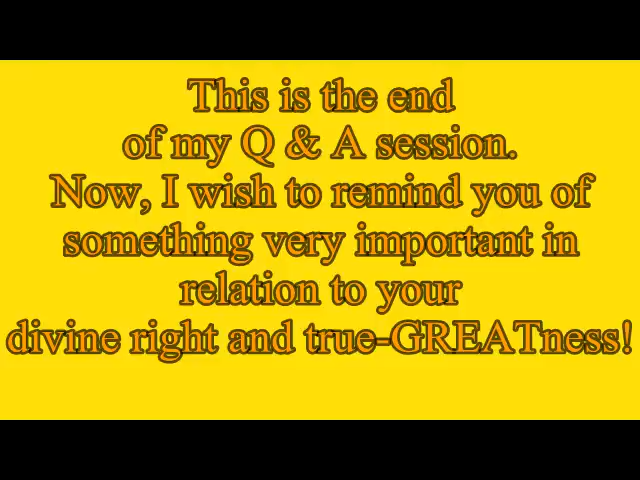 This is the end
of my Q & A session.
Now, I wish to remind you of
something very important in
relation to your
divine right and true-GREATness!